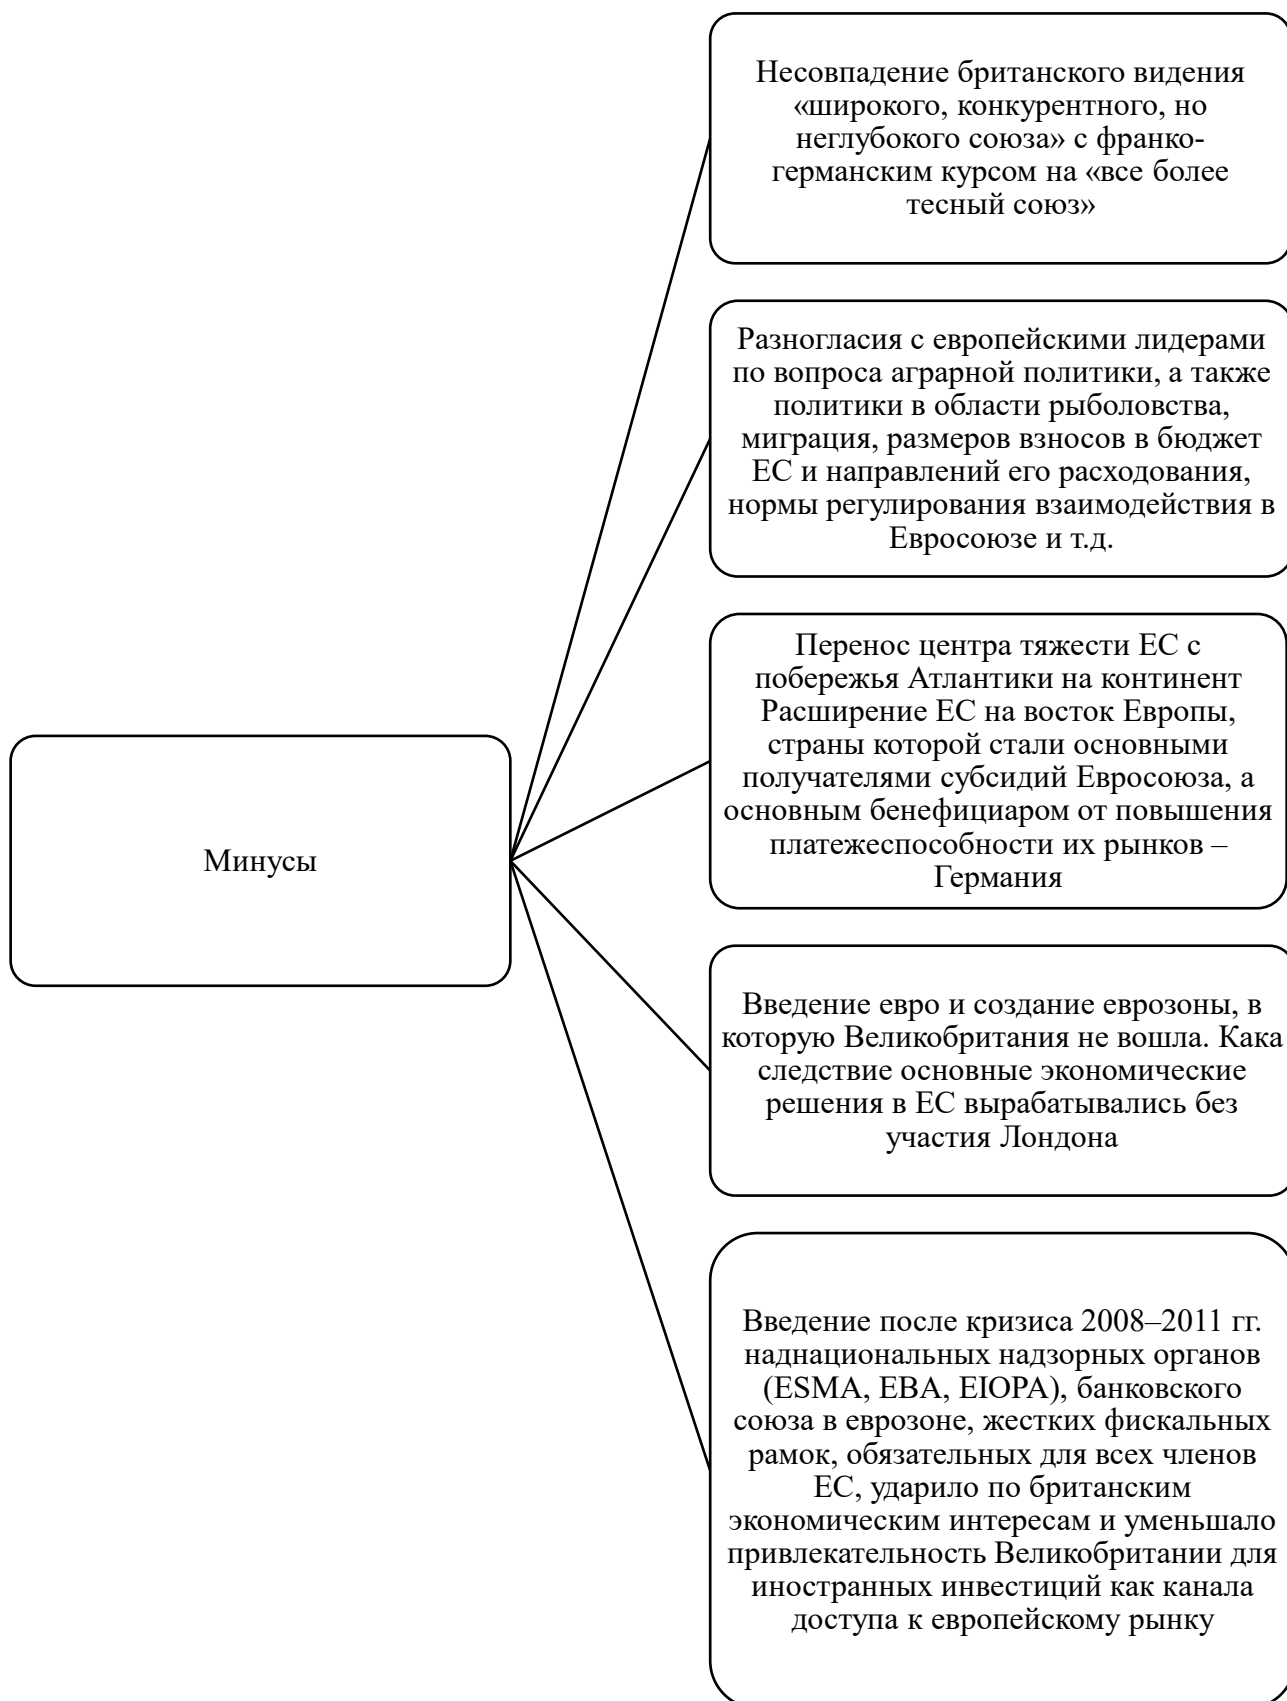 Несовпадение британского видения
«широкого, конкурентного, но
неглубокого союза» с франко-
германским курсом на «все более
тесный союз»
Разногласия с европейскими лидерами
по вопроса аграрной политики, а также
политики в области рыболовства,
миграция, размеров взносов в бюджет
ЕС и направлений его расходования,
нормы регулирования взаимодействия в
Евросоюзе и т.д.
Перенос центра тяжести ЕС с
побережья Атлантики на континент
Расширение ЕС на восток Европы,
страны которой стали основными
получателями субсидий Евросоюза, а
основным бенефициаром от повышения
платежеспособности их рынков –
Германия
Минусы
Введение евро и создание еврозоны, в
которую Великобритания не вошла. Кака
следствие основные экономические
решения в ЕС вырабатывались без
участия Лондона
Введение после кризиса 2008–2011 гг.
наднациональных надзорных органов
(ESMA, EBA, EIOPA), банковского
союза в еврозоне, жестких фискальных
рамок, обязательных для всех членов
ЕС, ударило по британским
экономическим интересам и уменьшало
привлекательность Великобритании для
иностранных инвестиций как канала
доступа к европейскому рынку